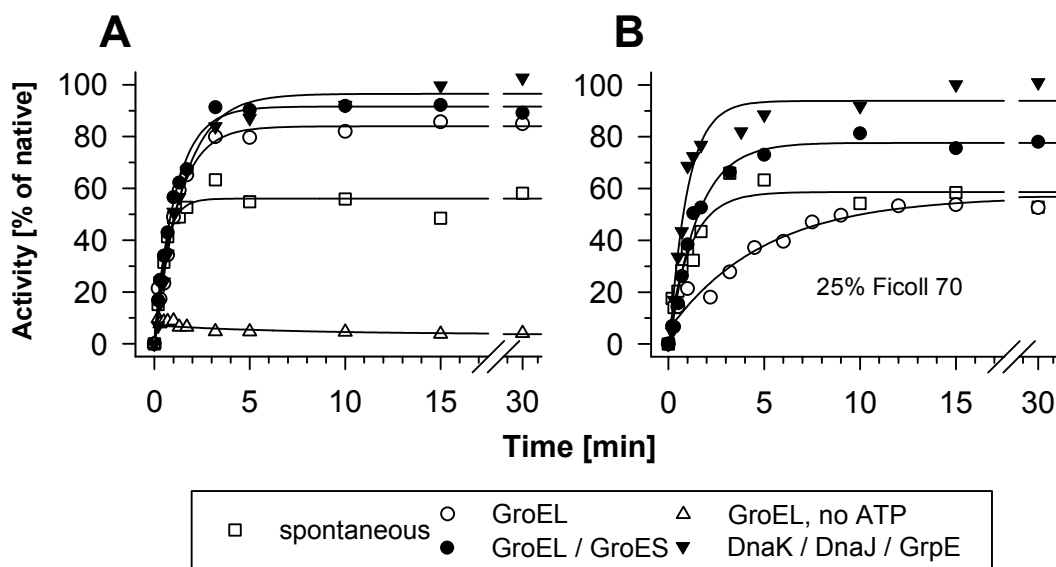 A
B
Activity [% of native]
100
80
60
40
20
0
0
5
10
15
30
100
80
60
40
20
0
25% Ficoll 70
0
5
10
15
30
Time [min]
spontaneous
GroEL
GroEL / GroES
GroEL, no ATP
DnaK / DnaJ / GrpE